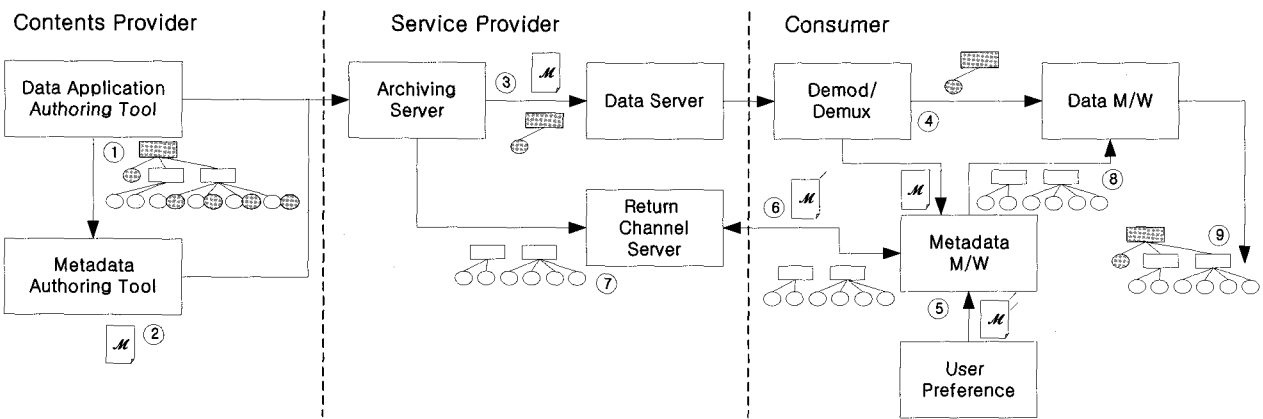 Contents Provider
Service Provider
Consumer
Data Application
Authoring Tool
Archiving
Server
3
M
Data Server
Demod/
Demux
4
Data M/W
1
M
6
M
8
Return
Channel
Server
Metadata
M/W
9
Metadata
Authoring Tool
7
5
M
2
M
User
Preference